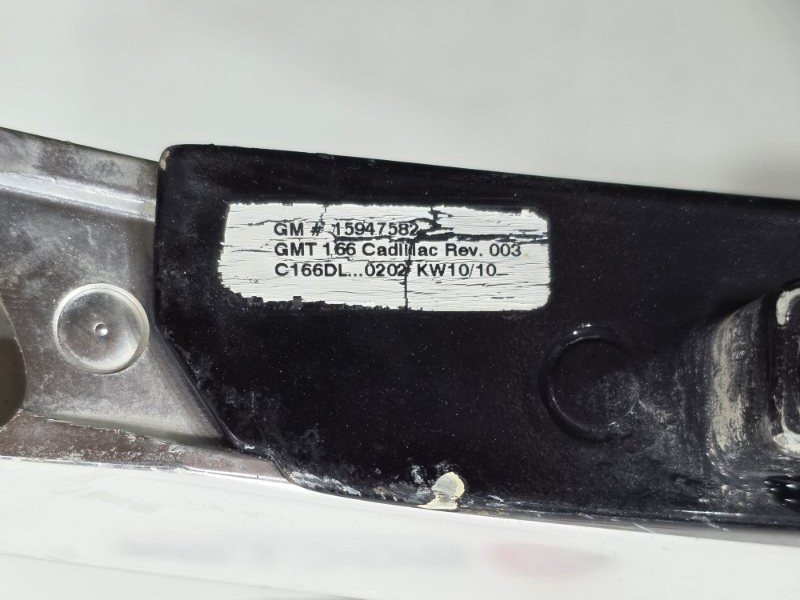 GM # 15947582
GMT 166 Cadillac Rev. 003
C166DL...0202 KW10/10